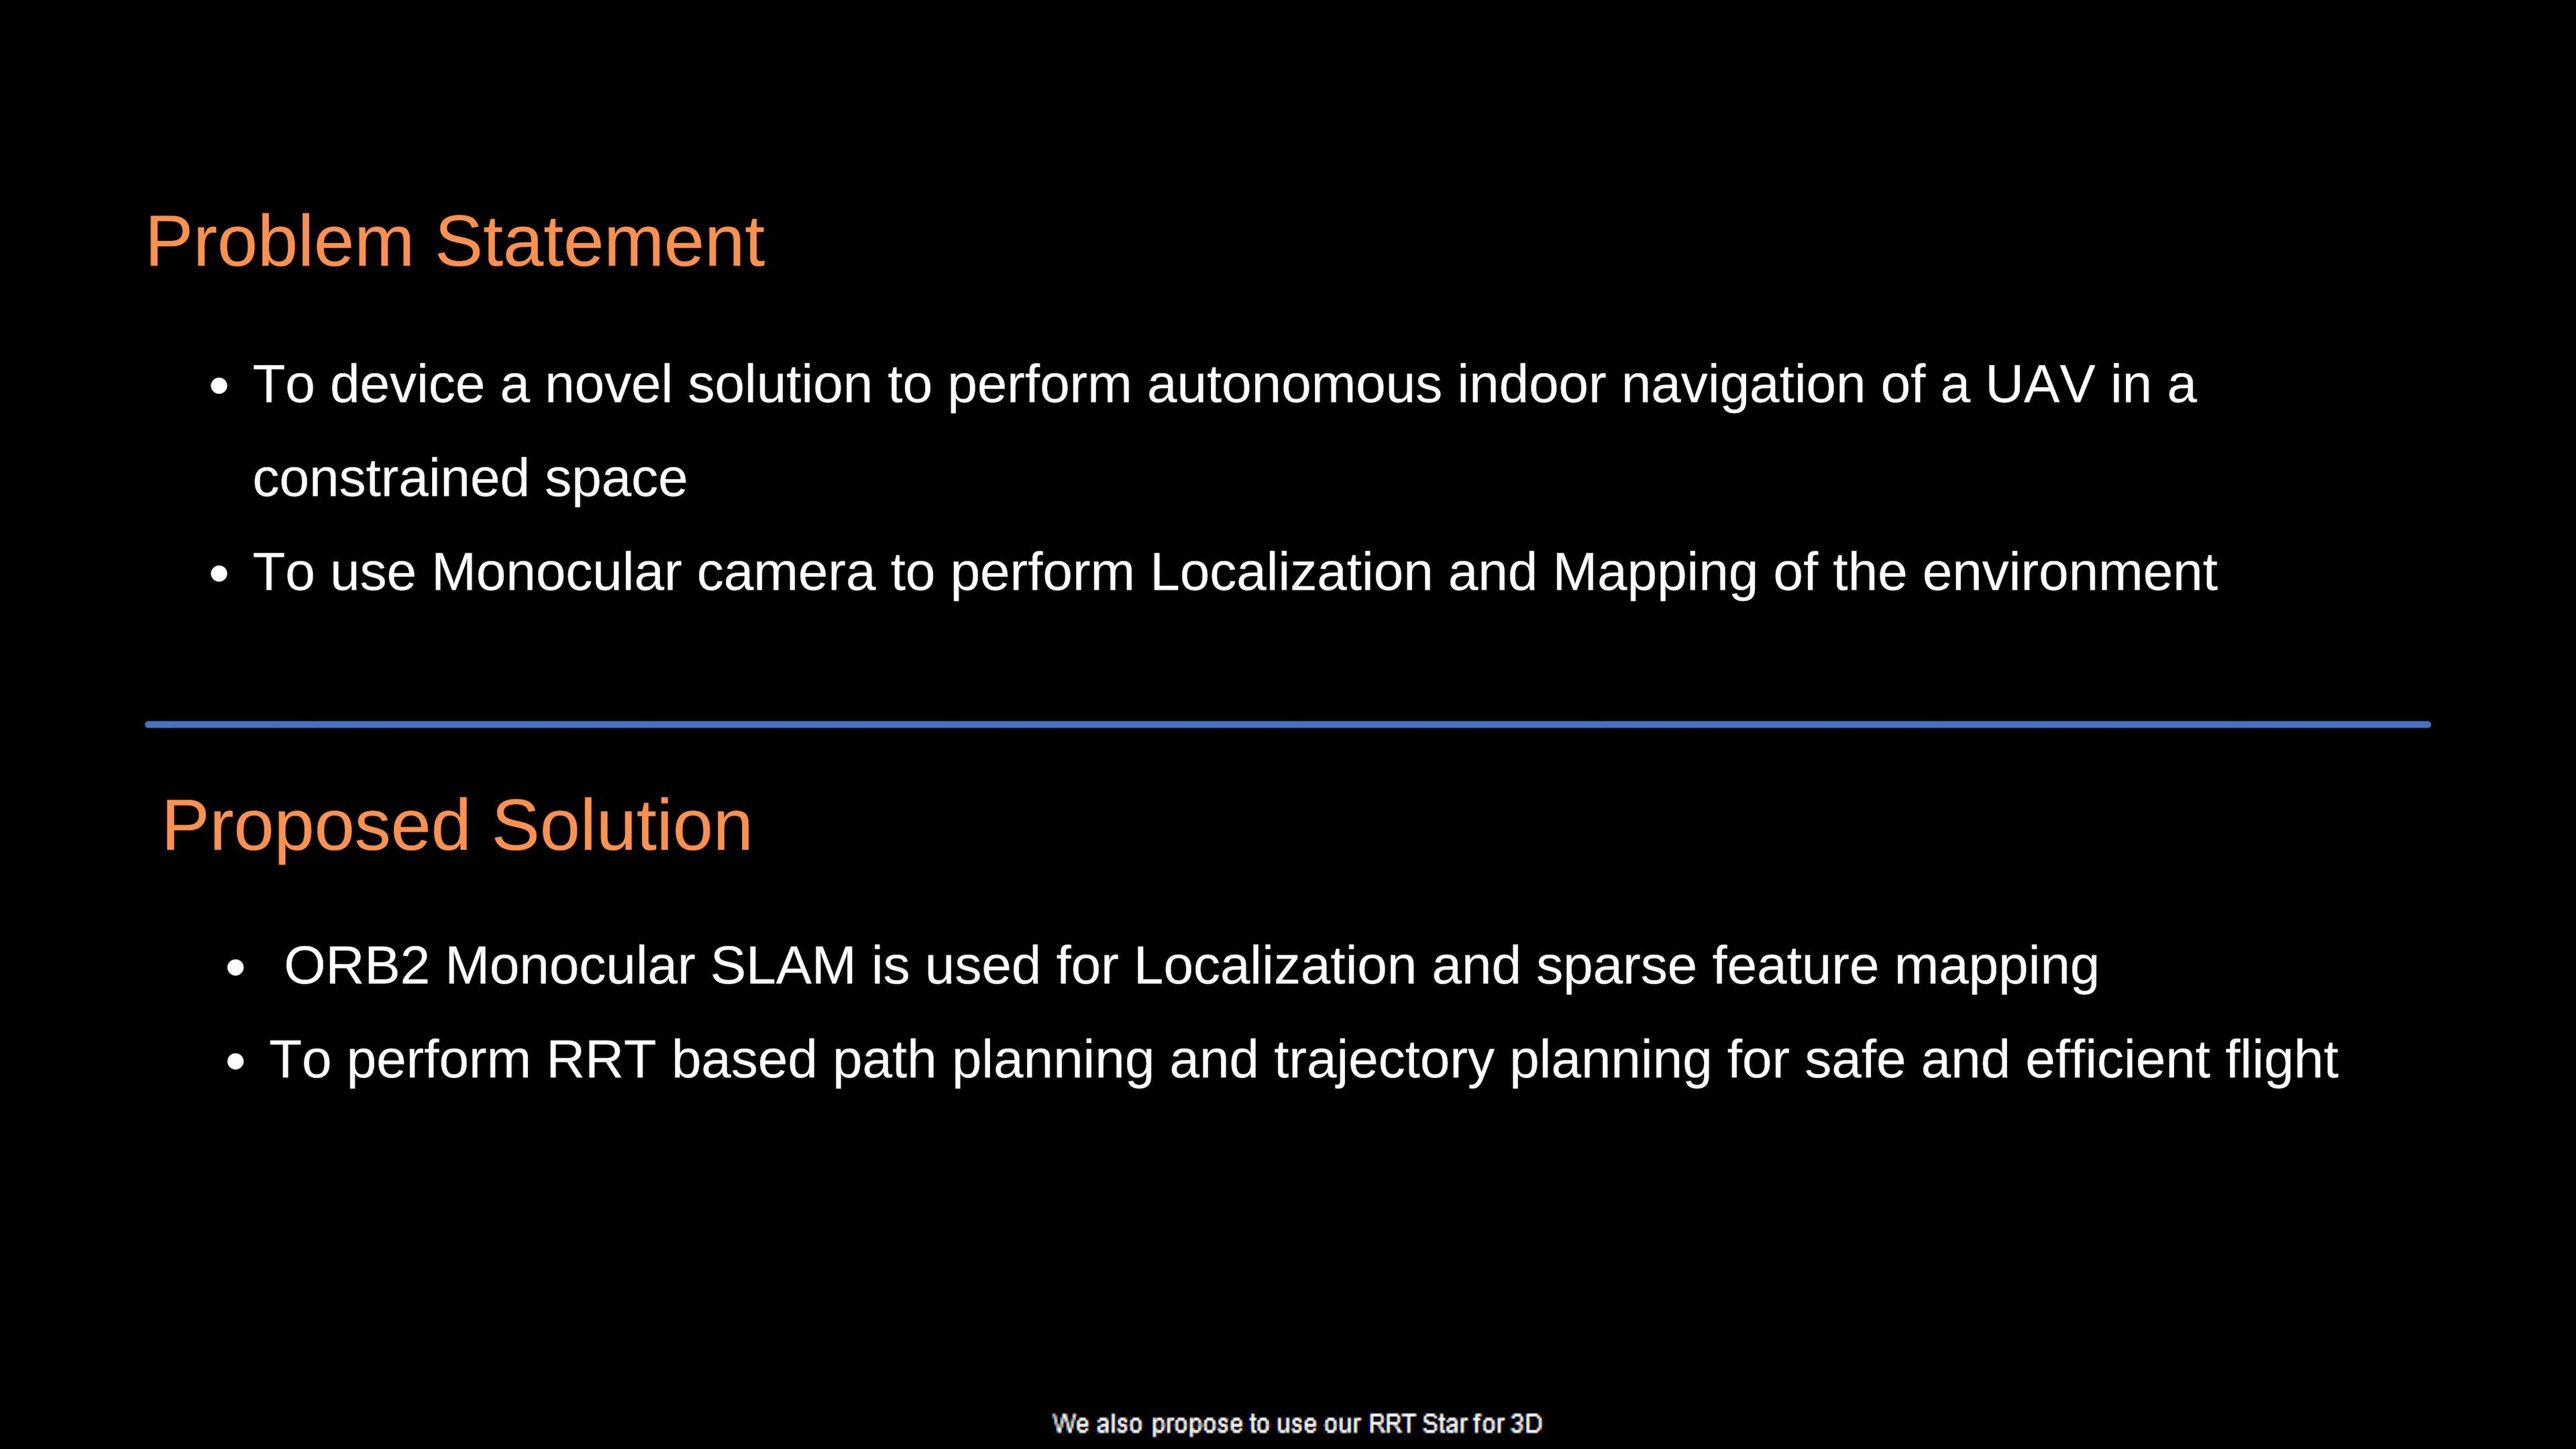 Problem Statement
• To device a novel solution to perform autonomous indoor navigation of a UAV in a
constrained space
• To use Monocular camera to perform Localization and Mapping of the environment
Proposed Solution
• ORB2 Monocular SLAM is used for Localization and sparse feature mapping
• To perform RRT based path planning and trajectory planning for safe and efficient flight
We also propose to use our RRT Star for 3D